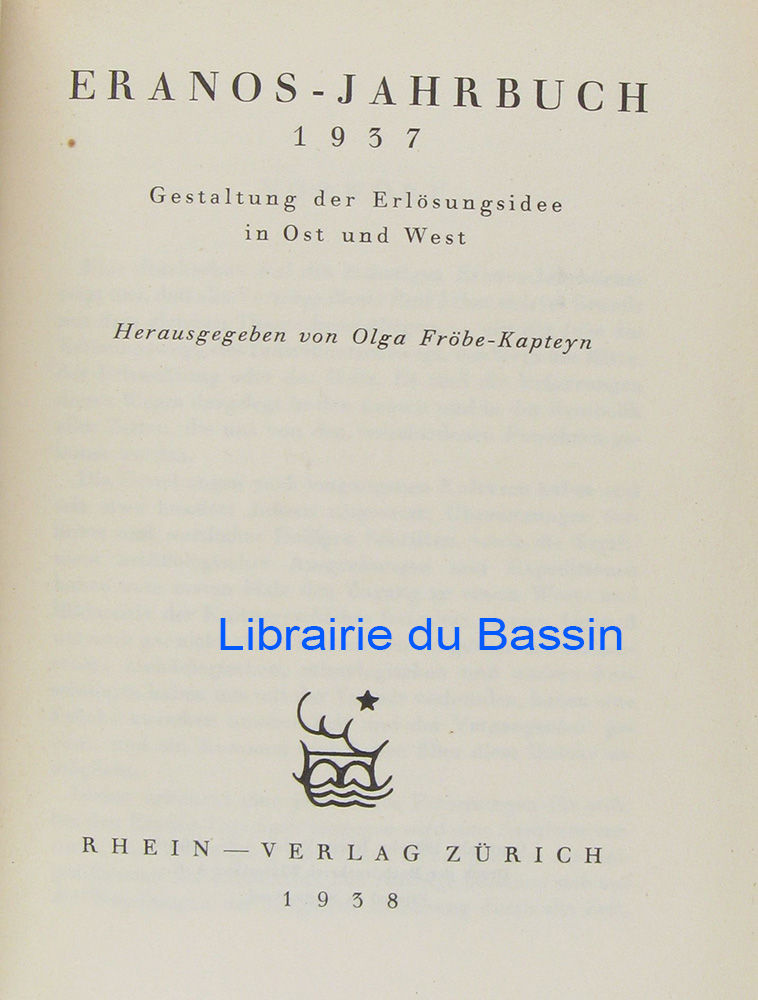 ERANOS-JAHRBUCH
1937
Gestaltung der Erlösungsidee
in Ost und West
Herausgegeben von Olga Fröbe-Kapteyn
Librairie du Bassin
RHEIN—VERLAG ZÜRICH
1938